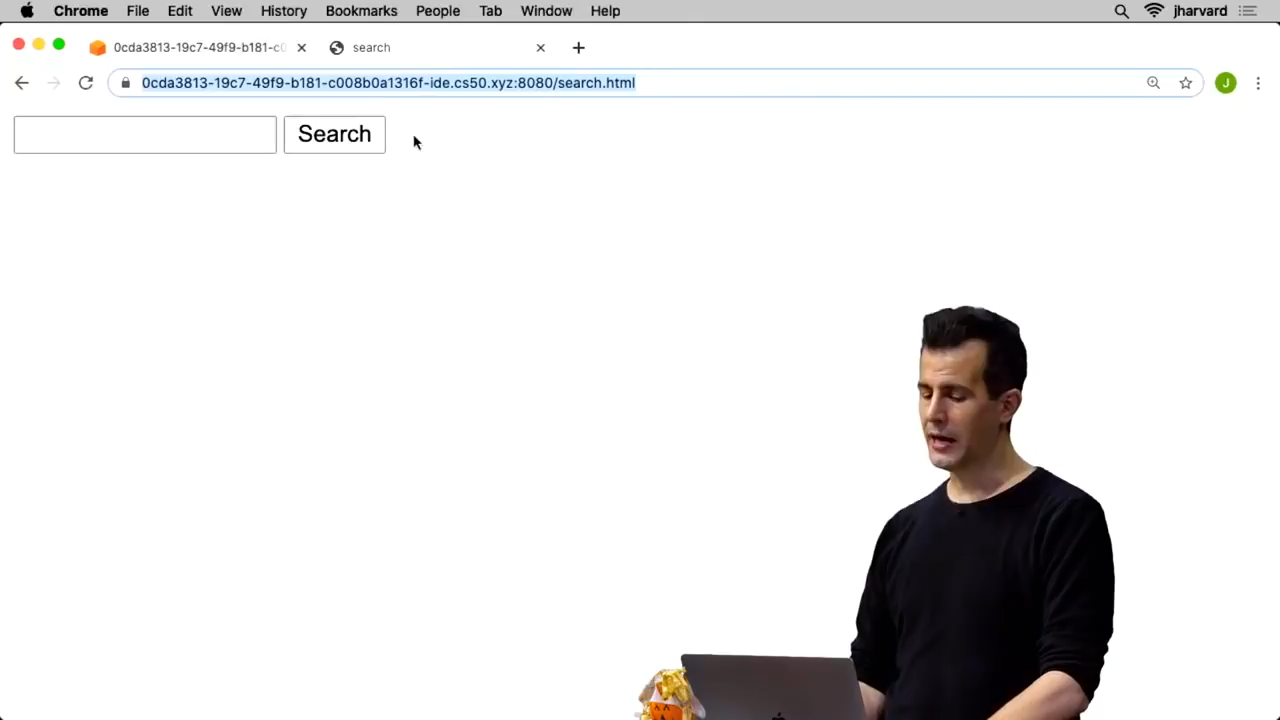 Chrome File Edit View History Bookmarks People Tab Window Help jharvard
0cda3813-19c7-49f9-b181-c0 search
0cda3813-19c7-49f9-b181-c008b0a1316f-ide.cs50.xyz:8080/search.html J
Search